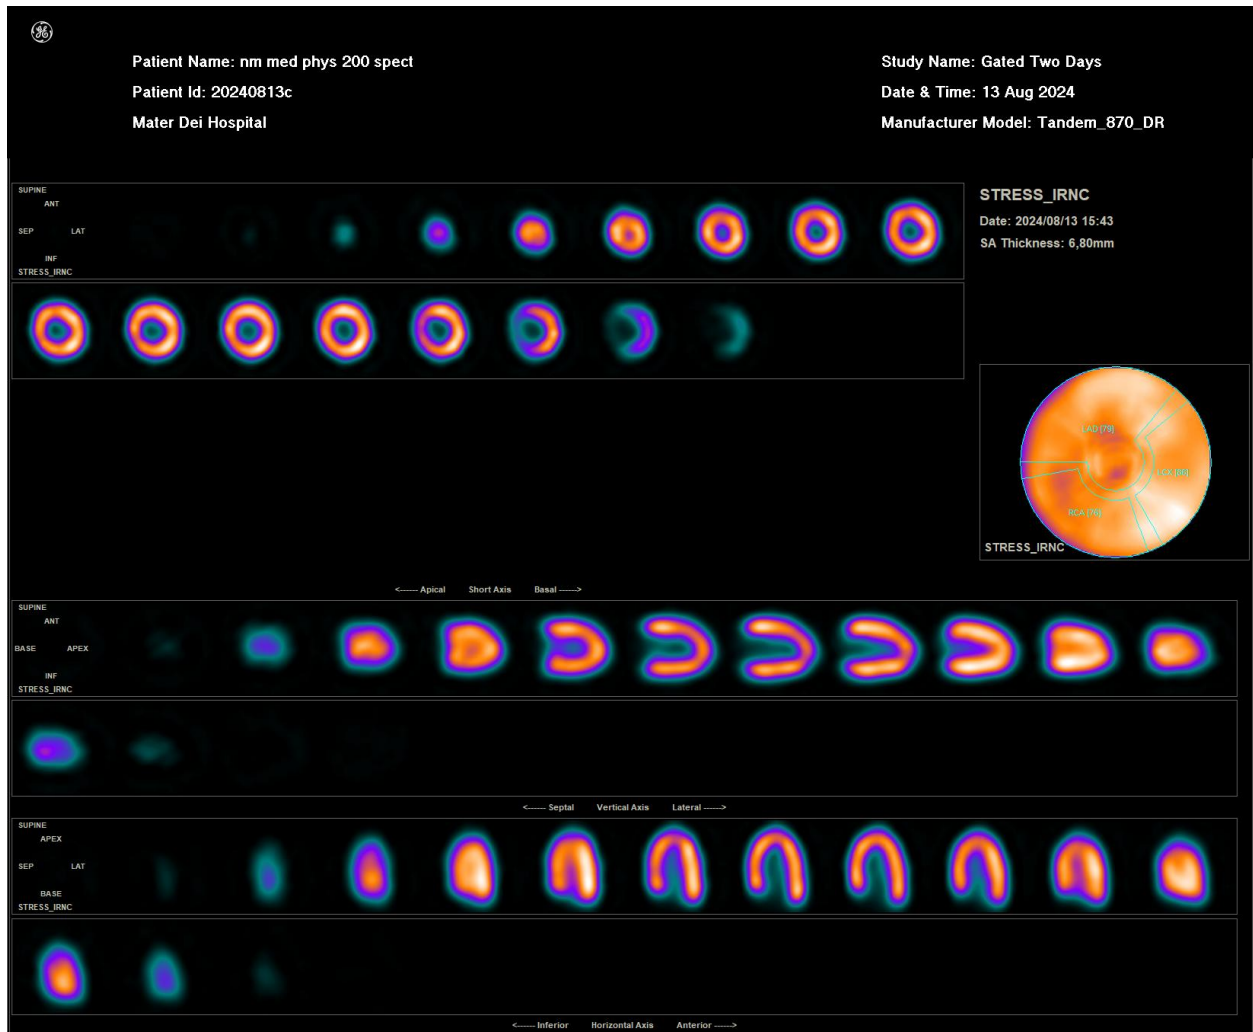 Patient Name: nm med phys 200 spect
Patient Id: 20240813c
Mater Dei Hospital
Study Name: Gated Two Days
Date & Time: 13 Aug 2024
Manufacturer Model: Tandem_870_DR
SUPINE
ANT
SEP LAT
INF
STRESS_IRNC
STRESS_IRNC
Date: 2024/08/13 15:43
SA Thickness: 6,80mm
LAD [79]
RCA [76]
STRESS_IRNC
<------ Apical Short Axis Basal ------>
SUPINE
ANT
BASE APEX
INF
STRESS_IRNC
<------ Septal Vertical Axis Lateral ------>
SUPINE
APEX
SEP LAT
BASE
STRESS_IRNC
<------ Inferior Horizontal Axis Anterior ------>